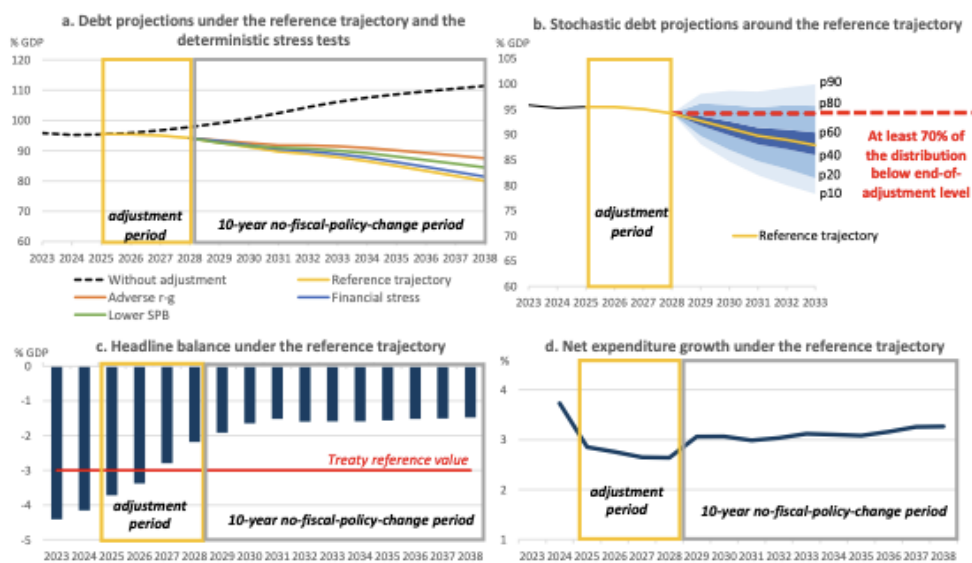 a. Debt projections under the reference trajectory and the
deterministic stress tests
% GDP
120
110
100
90
80
70
60
adjustment
period
10-year no-fiscal-policy-change period
2023 2024 2025 2026 2027 2028 2029 2030 2031 2032 2033 2034 2035 2036 2037 2038
Without adjustment
Reference trajectory
Adverse r-g
Financial stress
Lower SPB
b. Stochastic debt projections around the reference trajectory
% GDP
105
100
95
90
85
80
75
70
65
60
p90
p80
p60
p40
p20
p10
At least 70% of
the distribution
below end-of-
adjustment level
adjustment
period
Reference trajectory
2023 2024 2025 2026 2027 2028 2029 2030 2031 2032 2033
c. Headline balance under the reference trajectory
% GDP
0
-1
-2
-3
-4
-5
Treaty reference value
adjustment
period
10-year no-fiscal-policy-change period
2023 2024 2025 2026 2027 2028 2029 2030 2031 2032 2033 2034 2035 2036 2037 2038
d. Net expenditure growth under the reference trajectory
%
4
3
2
1
adjustment
period
10-year no-fiscal-policy-change period
2023 2024 2025 2026 2027 2028 2029 2030 2031 2032 2033 2034 2035 2036 2037 2038